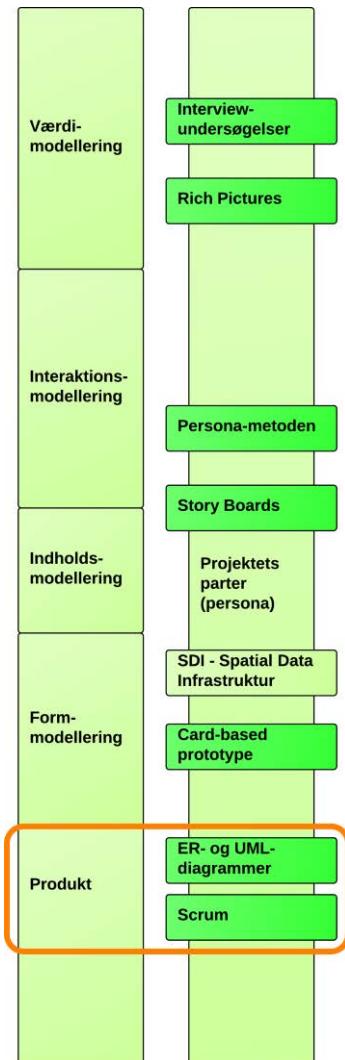 Værdi-
modellering
Interview-
undersøgelser
Rich Pictures
Interaktions-
modellering
Persona-metoden
Story Boards
Indholds-
modellering
Projektets
parter
(persona)
SDI - Spatial Data
Infrastruktur
Form-
modellering
Card-based
prototype
Produkt
ER- og UML-
diagrammer
Scrum